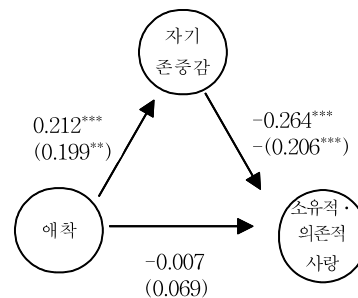 자기
존중감
0.212***
(0.199**)
-0.264***
-(0.206***)
애착
소유적·
의존적
사랑
-0.007
(0.069)